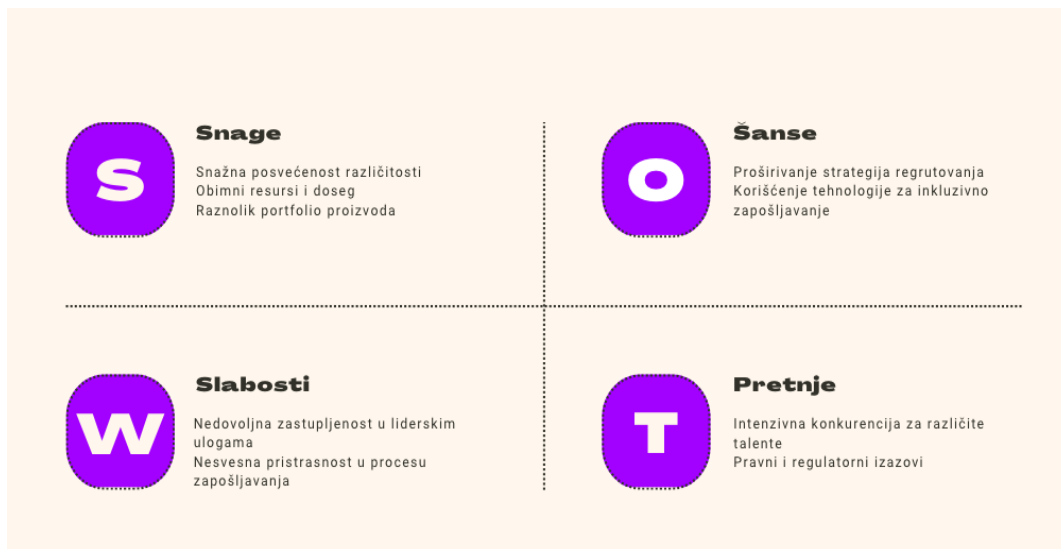 S
Snage
Snažna posvećenost različitosti
Obimni resursi i doseg
Raznolik portfolio proizvoda
O
Šanse
Proširivanje strategija regrutovanja
Korišćenje tehnologije za inkluzivno
zapošljavanje
W
Slabosti
Nedovoljna zastupljenost u liderskim
ulogama
Nesvesna pristrasnost u procesu
zapošljavanja
T
Pretnje
Intenzivna konkurencija za različite
talente
Pravni i regulatorni izazovi